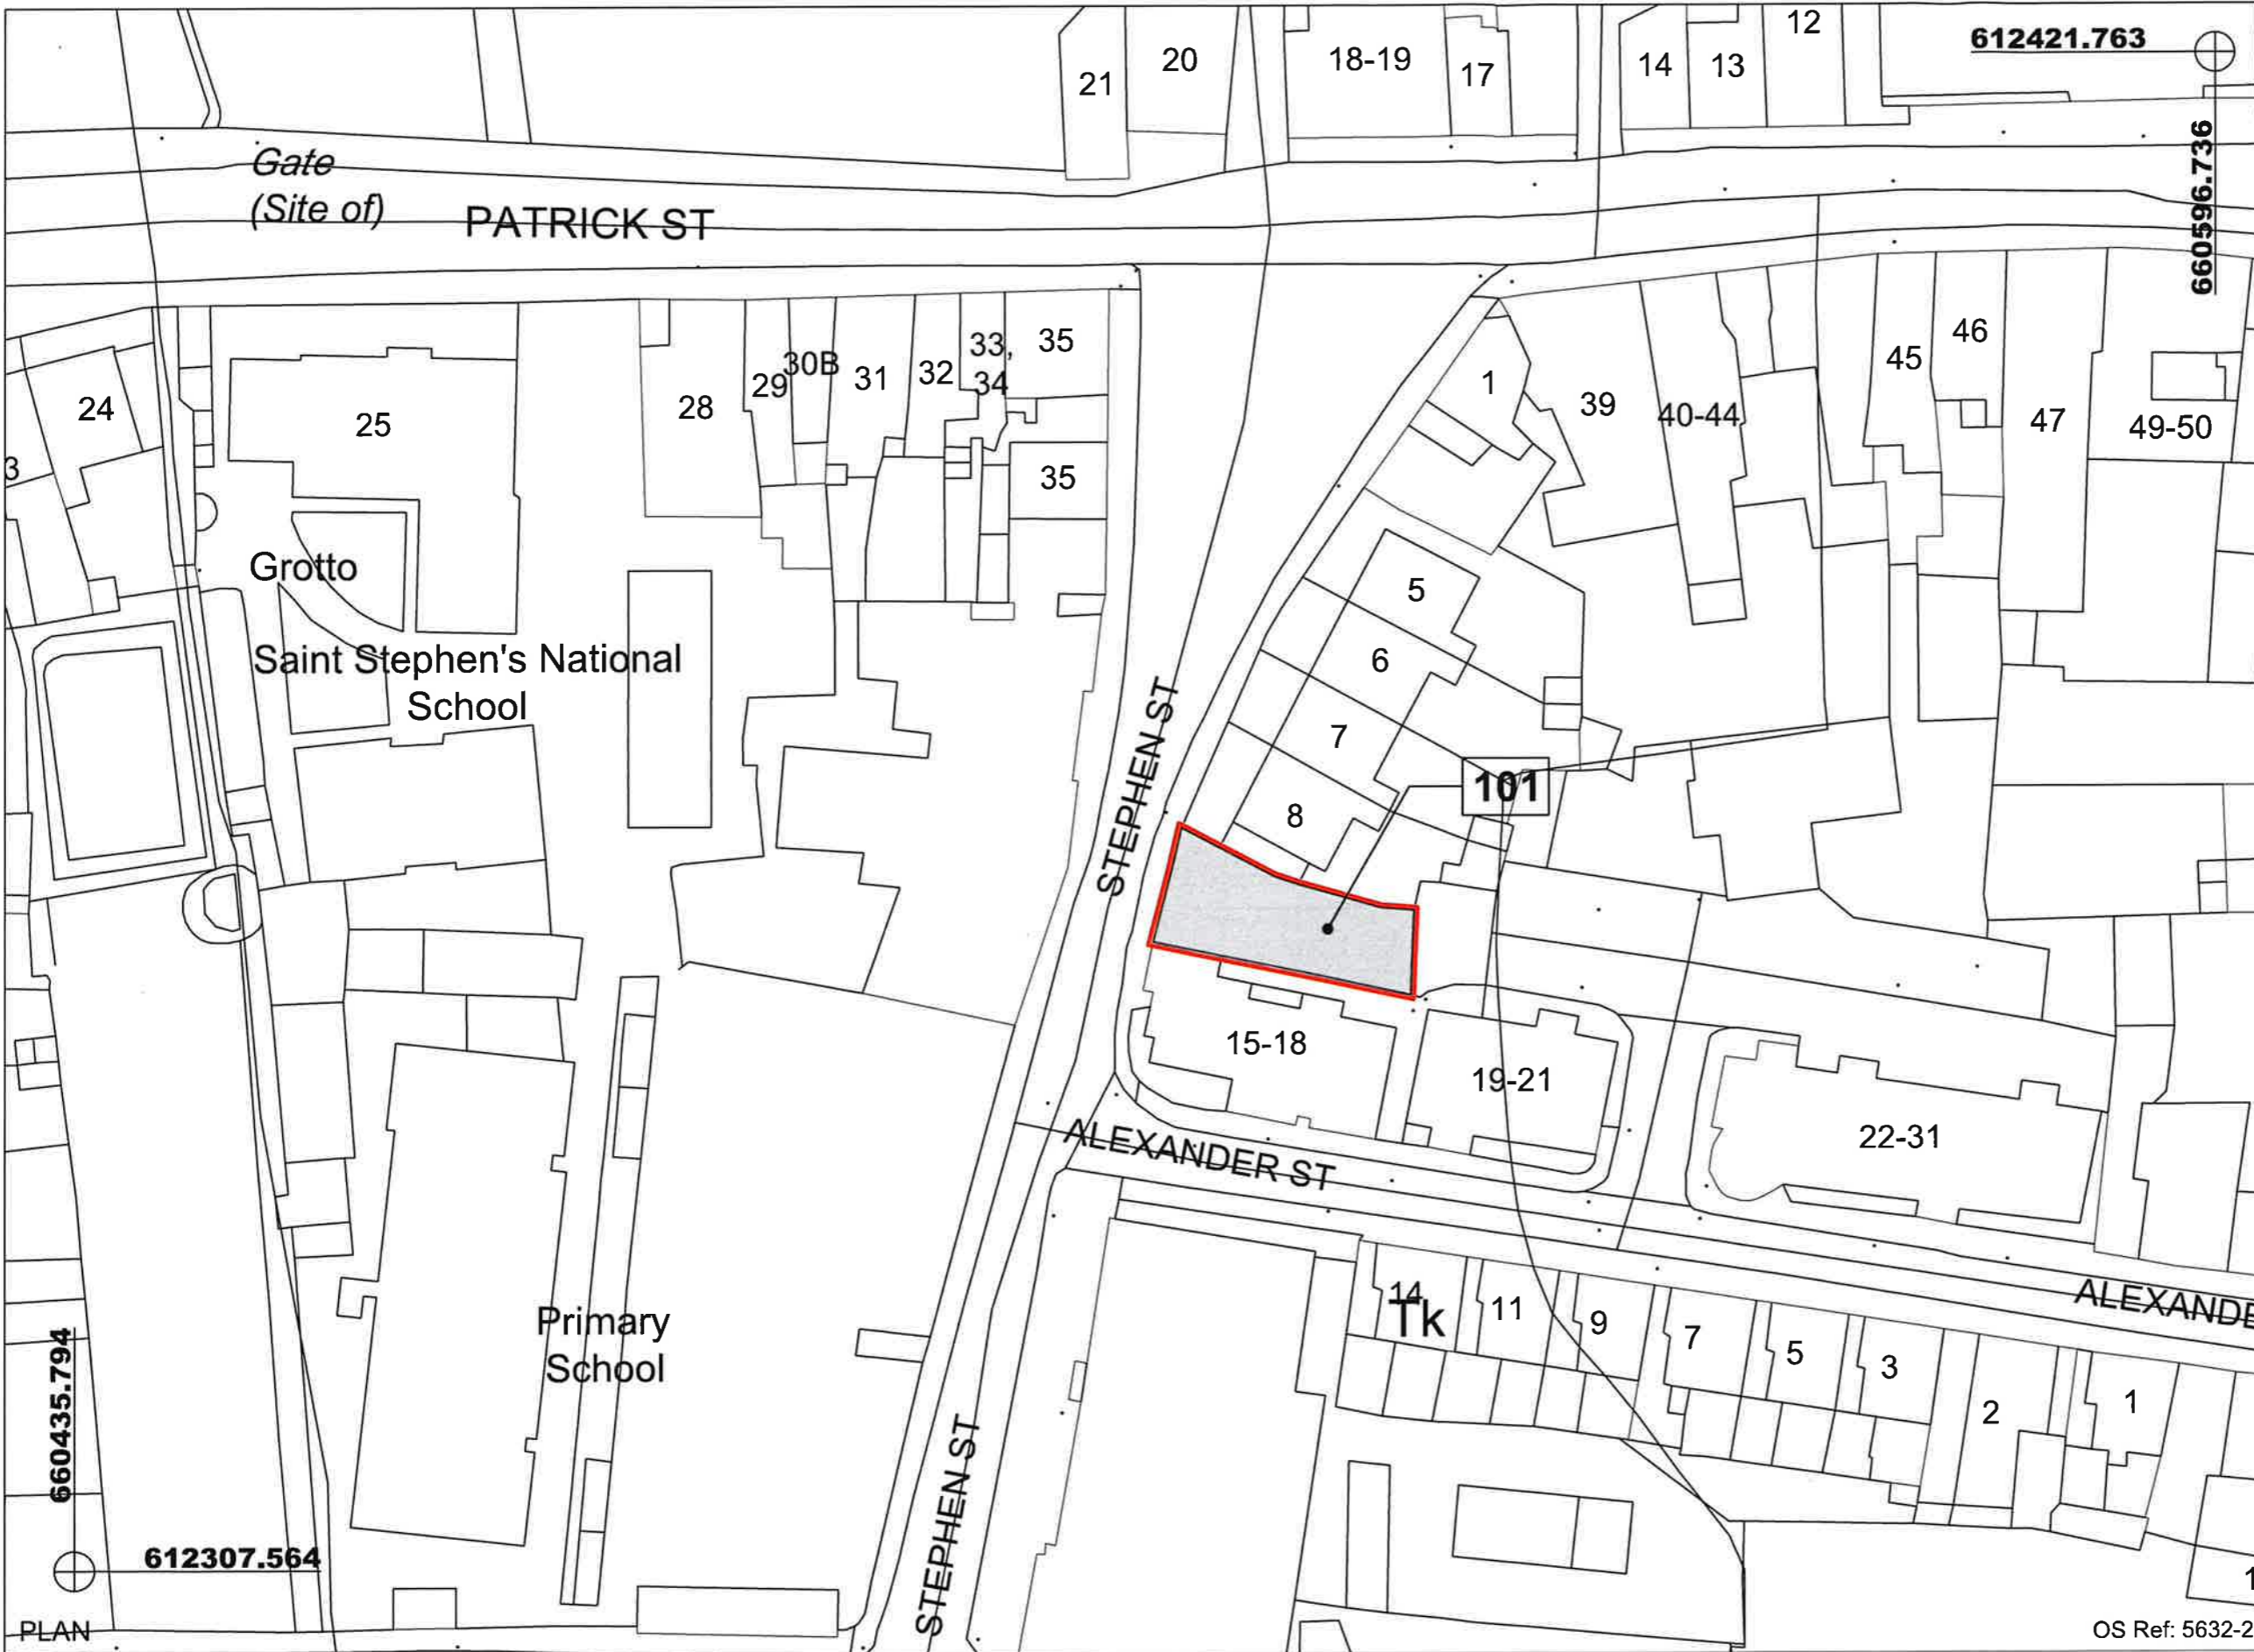 12
612421.763
21
20
18-19
17
14
13
660596.736
Gate
(Site of)
PATRICK ST
24
25
28
29
30B
31
32
33,
34
35
35
1
39
40-44
45
46
47
49-50
3
Grotto
Saint Stephen's National
School
5
6
7
8
101
STEPHEN ST
15-18
19-21
22-31
ALEXANDER ST
ALEXANDE
14
Tk
11
9
7
5
3
2
1
Primary
School
STEPHEN ST
660435.794
612307.564
1
PLAN
OS Ref: 5632-2